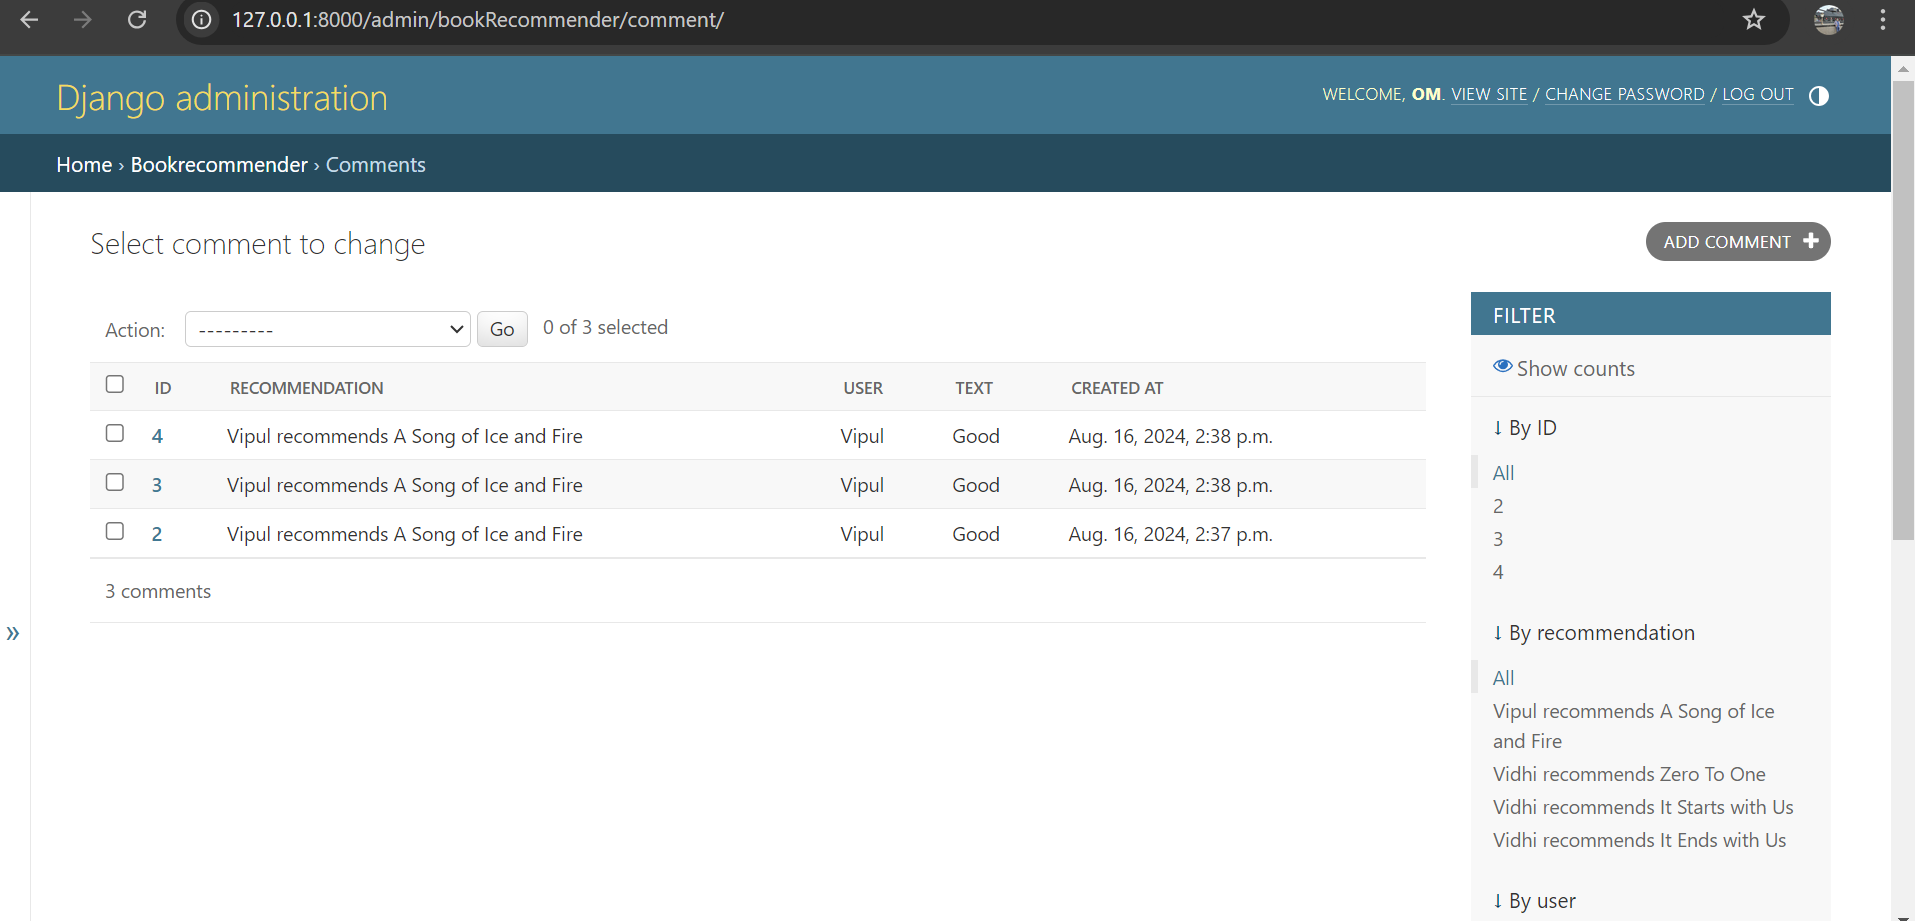 127.0.0.1:8000/admin/bookRecommender/comment/
Django administration
WELCOME, OM. VIEW SITE / CHANGE PASSWORD / LOG OUT
Home › Bookrecommender › Comments
Select comment to change
ADD COMMENT
Action: --------- Go 0 of 3 selected
ID RECOMMENDATION USER TEXT CREATED AT
4 Vipul recommends A Song of Ice and Fire Vipul Good Aug. 16, 2024, 2:38 p.m.
3 Vipul recommends A Song of Ice and Fire Vipul Good Aug. 16, 2024, 2:38 p.m.
2 Vipul recommends A Song of Ice and Fire Vipul Good Aug. 16, 2024, 2:37 p.m.
3 comments
»
FILTER
Show counts
↓ By ID
All
2
3
4
↓ By recommendation
All
Vipul recommends A Song of Ice
and Fire
Vidhi recommends Zero To One
Vidhi recommends It Starts with Us
Vidhi recommends It Ends with Us
↓ By user